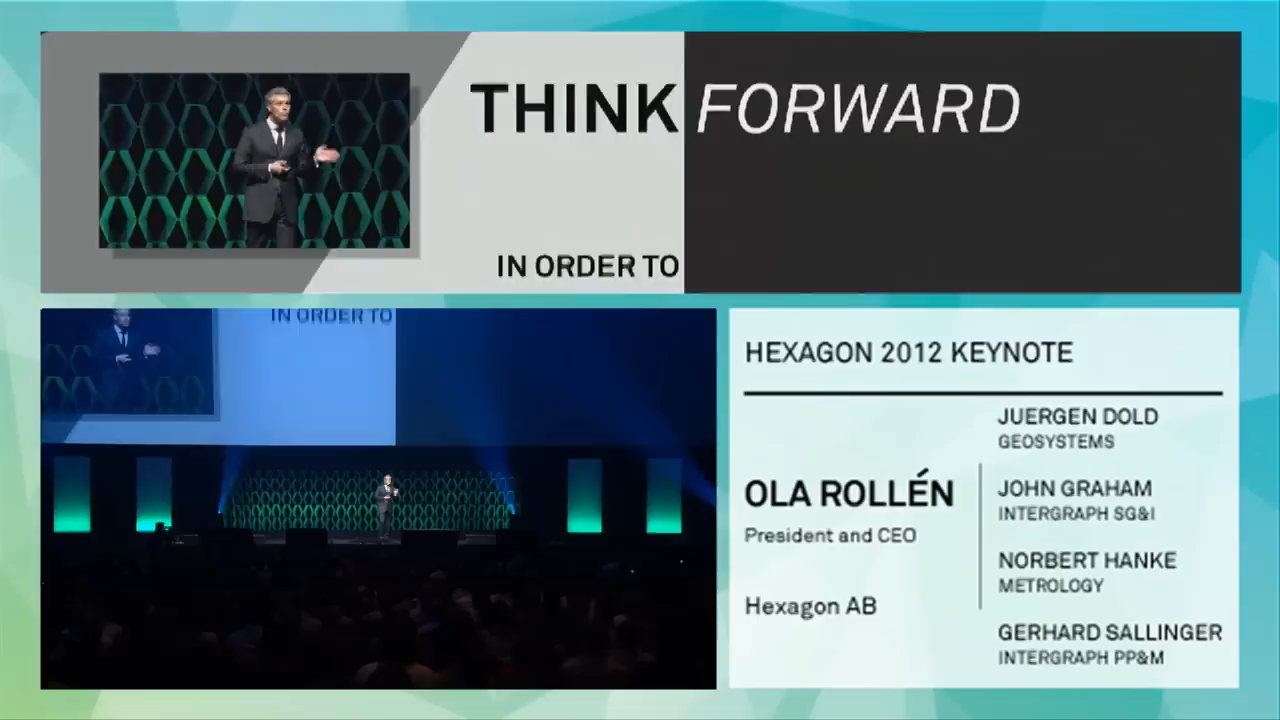 THINK FORWARD
IN ORDER TO
IN ORDER TO
HEXAGON 2012 KEYNOTE
OLA ROLLÉN
President and CEO
Hexagon AB
JUERGEN DOLD
GEOSYSTEMS
JOHN GRAHAM
INTERGRAPH SG&I
NORBERT HANKE
METROLOGY
GERHARD SALLINGER
INTERGRAPH PP&M